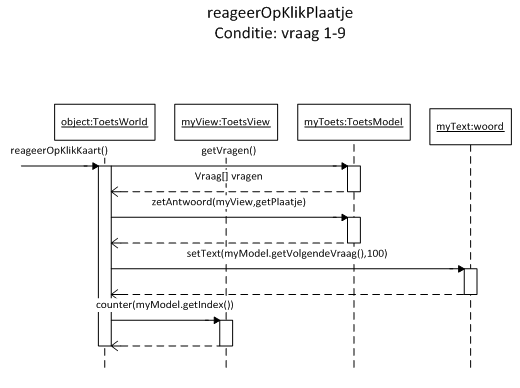 reageerOpKlikPlaatje
Conditie: vraag 1-9
object:ToetsWorld
myView:ToetsView
myToets:ToetsModel
myText:woord
reageerOpKlikKaart()
getVragen()
Vraag[] vragen
zetAntwoord(myView,getPlaatje)
setText(myModel.getVolgendeVraag(),100)
counter(myModel.getIndex())